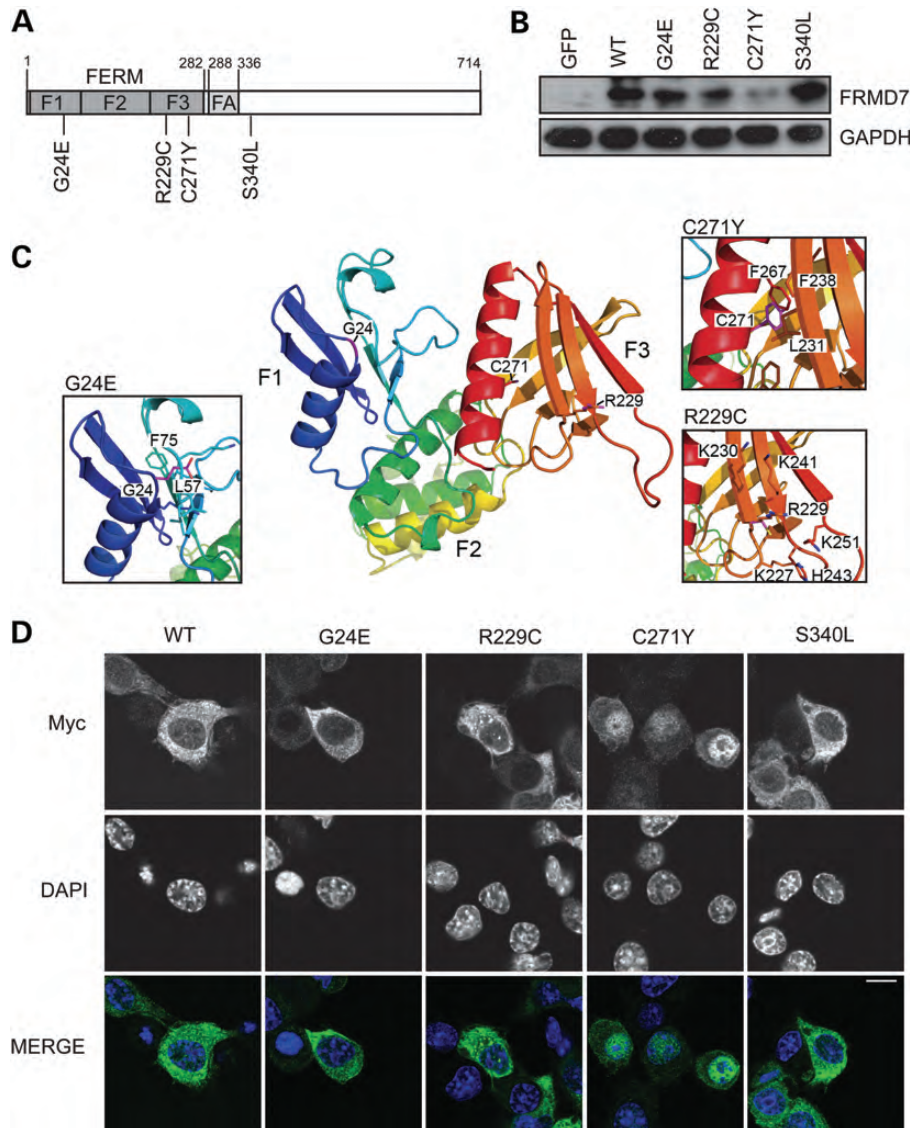 A
1 282 288 336 714
FERM
F1 F2 F3 FA
G24E R229C C271Y S340L
B
GFP WT G24E R229C C271Y S340L
FRMD7
GAPDH
C
G24
F1
C271
F3
R229
F2
G24E
F75
G24 L57
C271Y
F267
F238
C271
L231
R229C
K230 K241
R229
K251
K227 H243
D
WT G24E R229C C271Y S340L
Myc
DAPI
MERGE